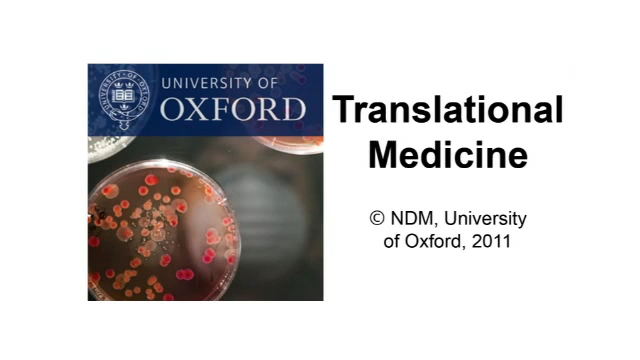 UNIVERSITY OF
OXFORD
Translational
Medicine
© NDM, University
of Oxford, 2011